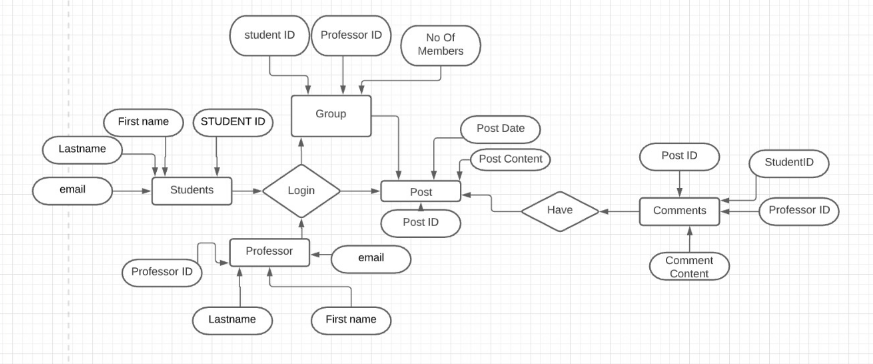 student ID
Professor ID
No Of
Members
Group
First name
STUDENT ID
Lastname
email
Students
Login
Post Date
Post Content
Post
Post ID
Have
Post ID
StudentID
Comments
Professor ID
Comment
Content
Professor
email
Professor ID
Lastname
First name